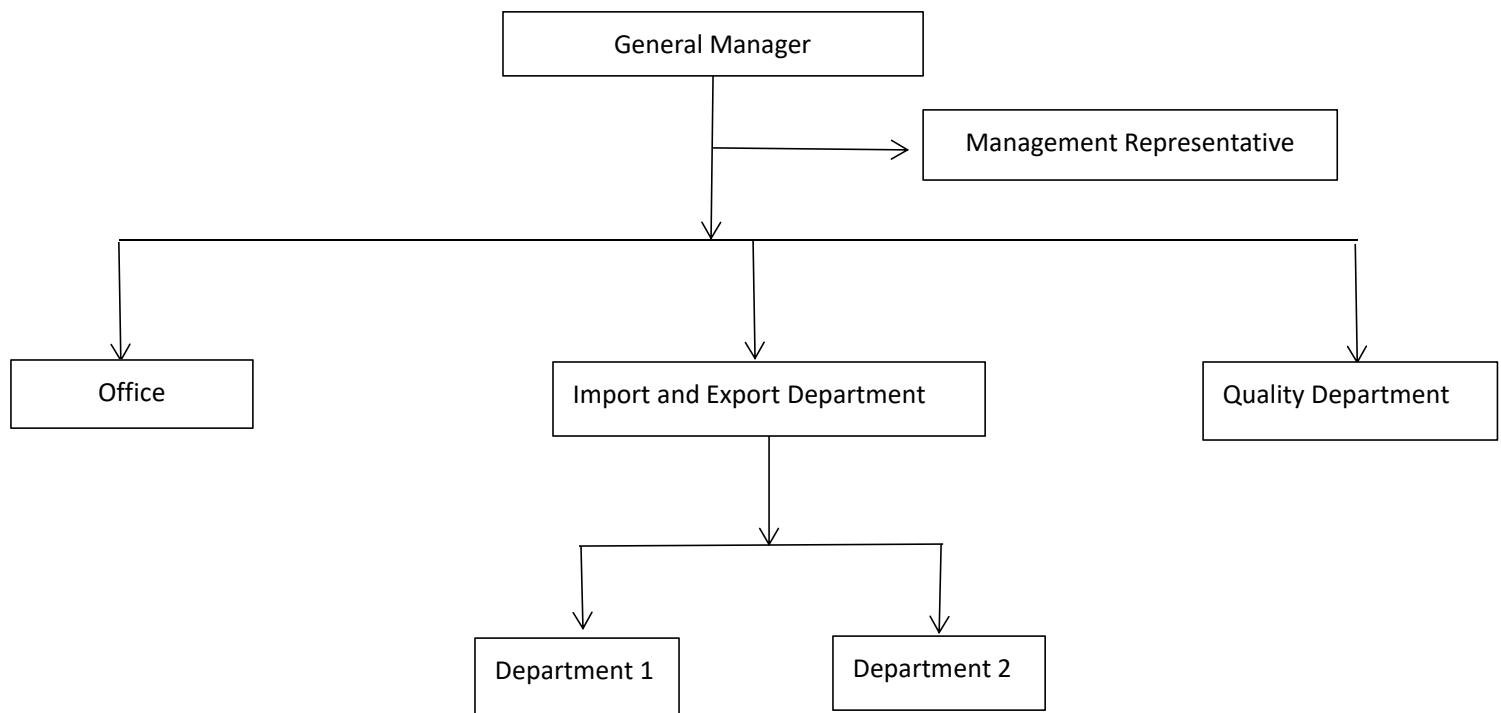 General Manager
Management Representative
Office
Import and Export Department
Quality Department
Department 1
Department 2